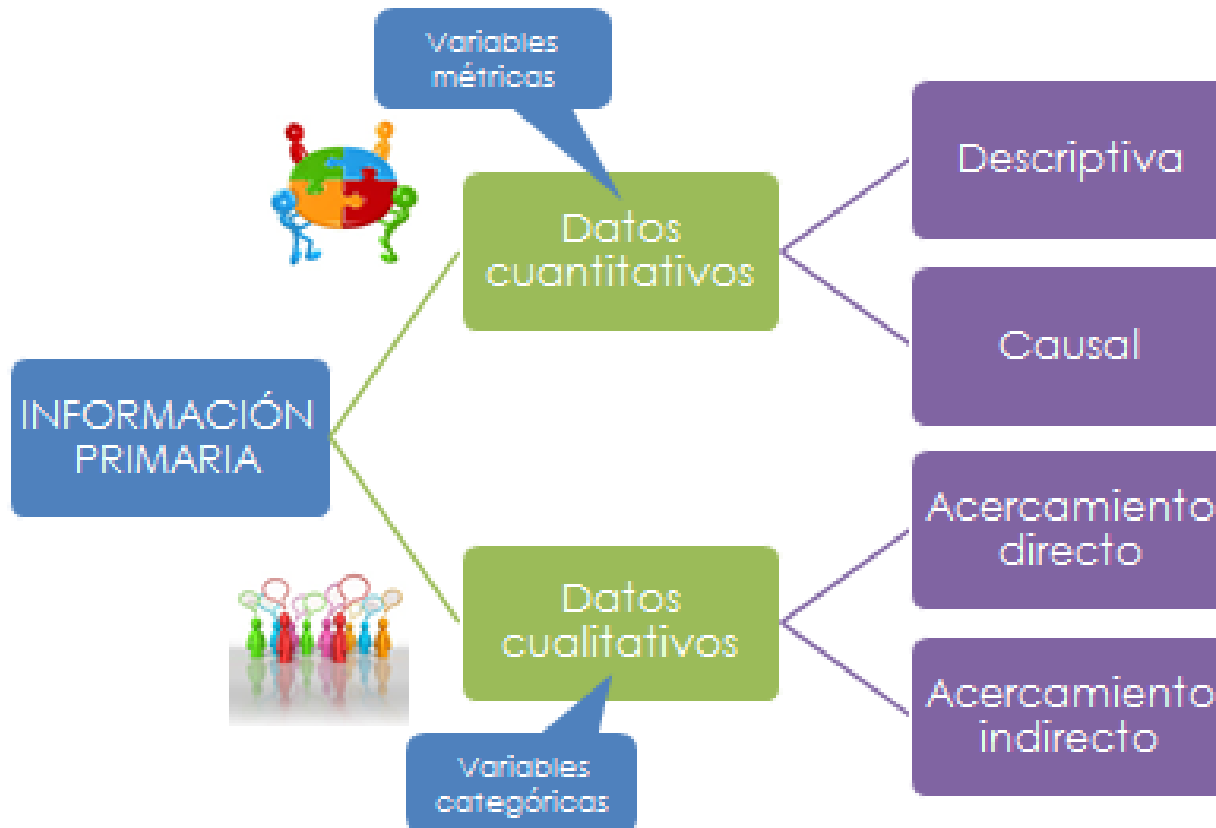 Variables
métricas
Datos
cuantitativos
Descriptiva
Causal
INFORMACIÓN
PRIMARIA
Datos
cualitativos
Variables
categóricas
Acercamiento
directo
Acercamiento
indirecto